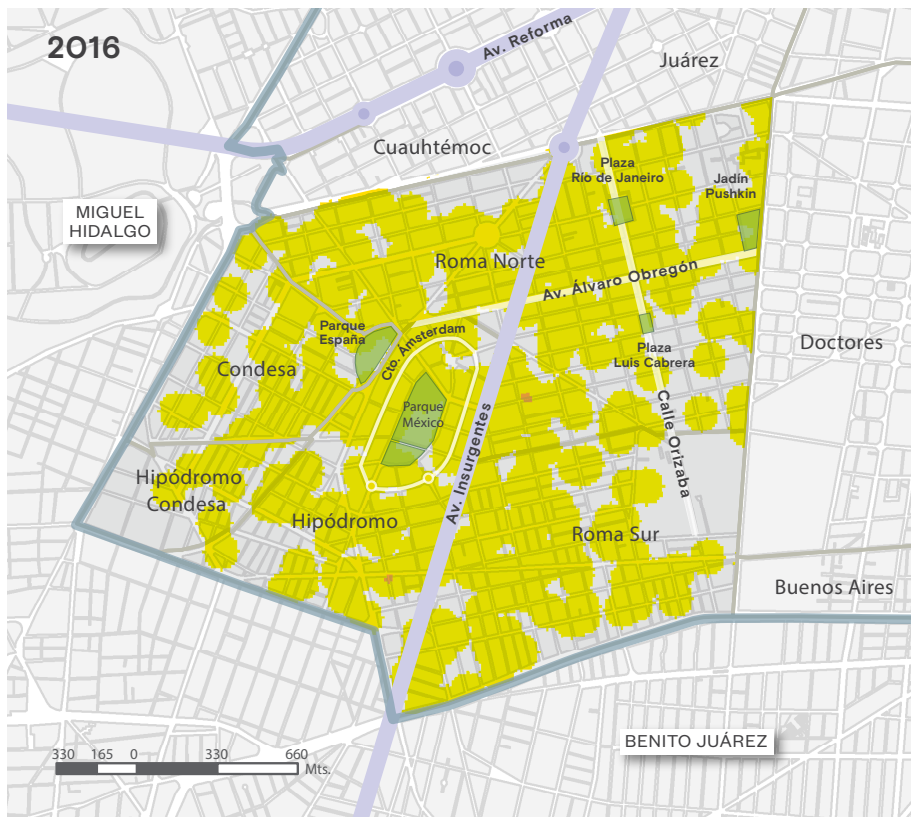 2016
Av. Reforma
Juárez
Cuauhtémoc
Plaza
Río de Janeiro
Jadín
Pushkin
MIGUEL
HIDALGO
Roma Norte
Av. Álvaro Obregón
Parque
España
Cto. Ámsterdam
Plaza
Luis Cabrera
Doctores
Condesa
Parque
México
Av. Insurgentes
Calle Orizaba
Hipódromo
Condesa
Hipódromo
Roma Sur
Buenos Aires
BENITO JUÁREZ
330 165 0 330 660
Mts.